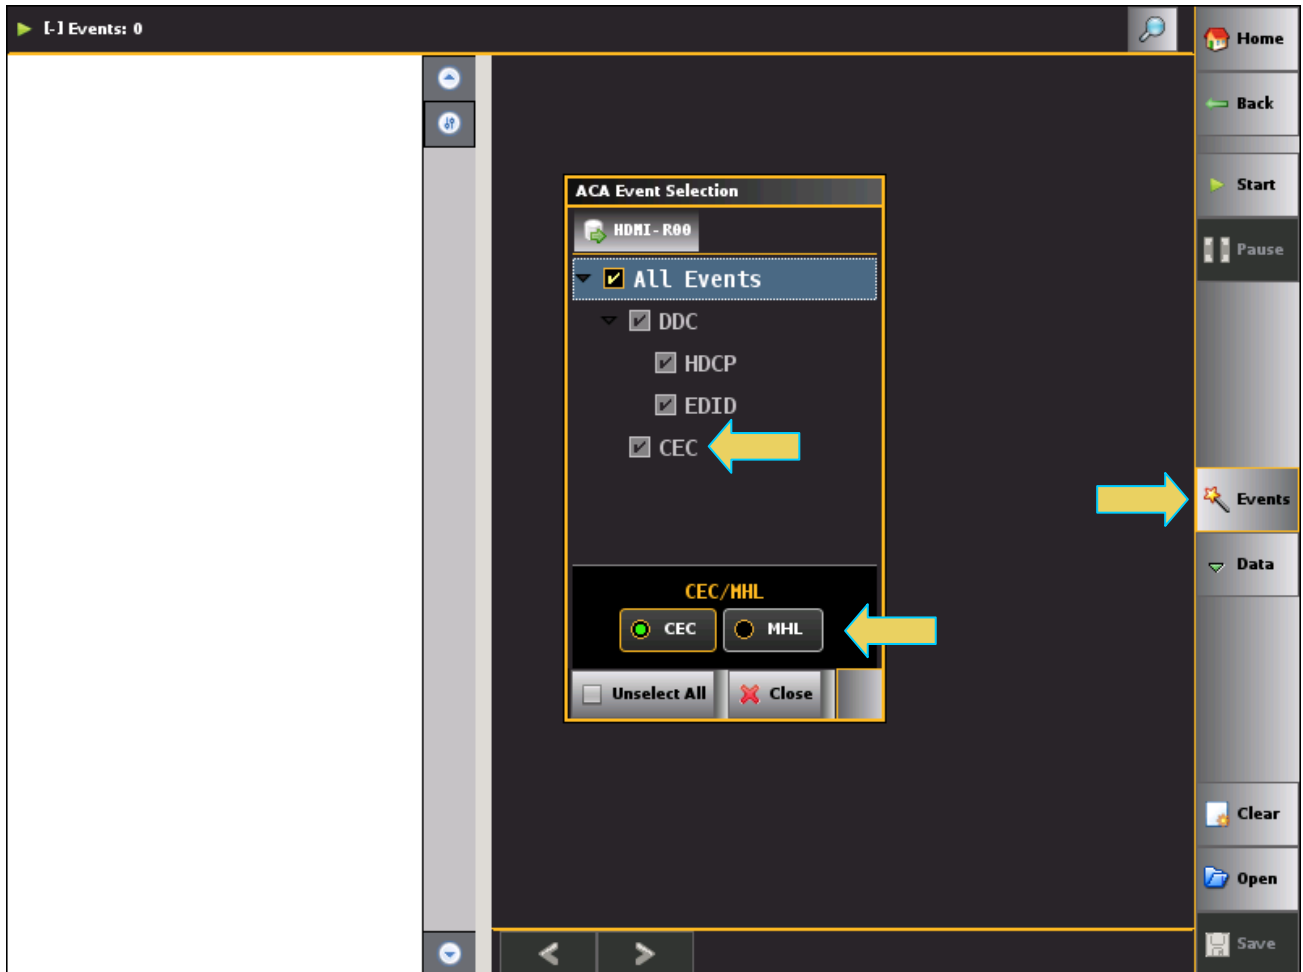 [-] Events: 0
Home
Back
Start
Pause
ACA Event Selection
HDMI-R00
All Events
DDC
HDCP
EDID
CEC
Events
Data
CEC/MHL
CEC MHL
Unselect All Close
Clear
Open
Save